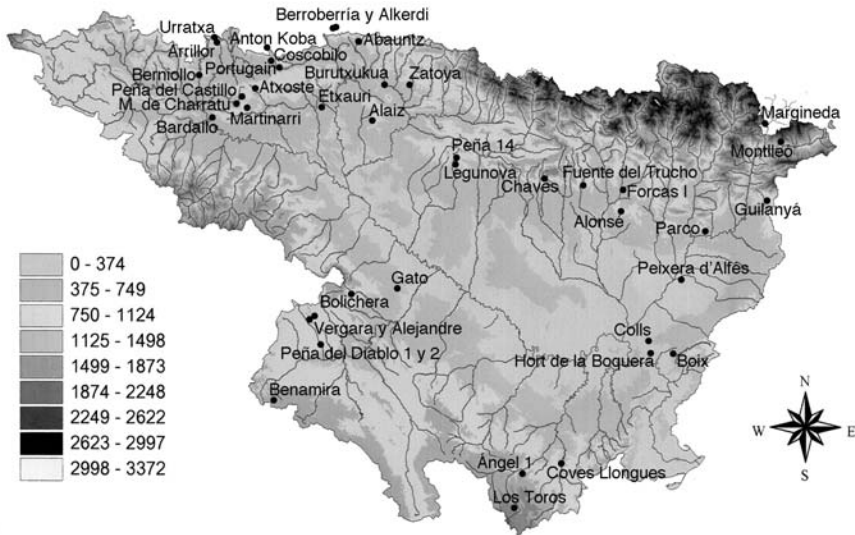 Berroberría y Alkerdi
Urratxa
Anton Koba
Abauntz
Arrillor
Coscobilo
Berniollo
Portugain
Burutxukua
Zatoya
Peña del Castillo
Atxoste
M. de Charratu
Etxauri
Martinarri
Alaiz
Bardallo
Margineda
Montlleó
Peña 14
Legunova
Chaves
Fuente del Trucho
Forcas I
Guilanyá
Alonsé
Parco
Peixera d'Alfés
Gato
Bolichera
Vergara y Alejandre
Peña del Diablo 1 y 2
Benamira
Colls
Hort de la Boquera
Boix
Ángel 1
Coves Llongues
Los Toros
0 - 374
375 - 749
750 - 1124
1125 - 1498
1499 - 1873
1874 - 2248
2249 - 2622
2623 - 2997
2998 - 3372
N
W
E
S